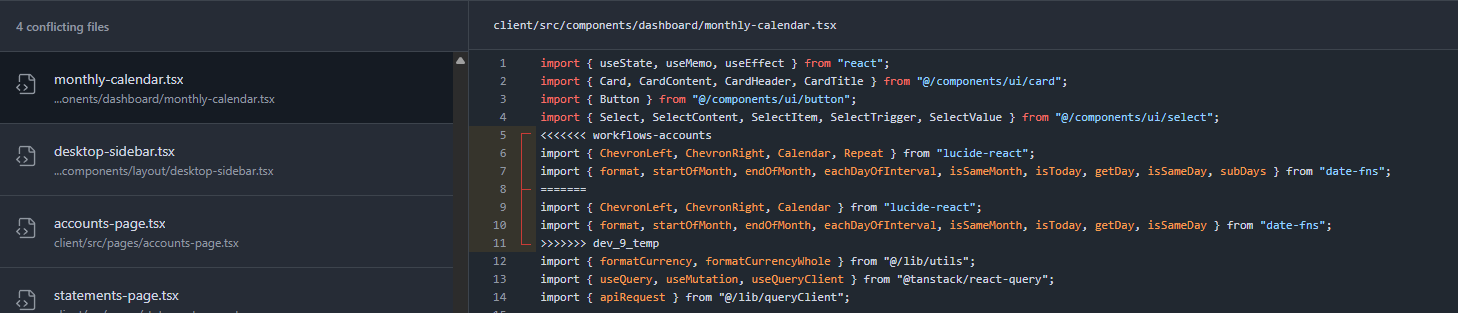 4 conflicting files
monthly-calendar.tsx
...onents/dashboard/monthly-calendar.tsx
desktop-sidebar.tsx
...components/layout/desktop-sidebar.tsx
accounts-page.tsx
client/src/pages/accounts-page.tsx
statements-page.tsx
client/src/components/dashboard/monthly-calendar.tsx
1 import { useState, useMemo, useEffect } from "react";
2 import { Card, CardContent, CardHeader, CardTitle } from "@/components/ui/card";
3 import { Button } from "@/components/ui/button";
4 import { Select, SelectContent, SelectItem, SelectTrigger, SelectValue } from "@/components/ui/select";
5 <<<<<<< workflows-accounts
6 import { ChevronLeft, ChevronRight, Calendar, Repeat } from "lucide-react";
7 import { format, startOfMonth, endOfMonth, eachDayOfInterval, isSameMonth, isToday, getDay, isSameDay, subDays } from "date-fns";
8 =======
9 import { ChevronLeft, ChevronRight, Calendar } from "lucide-react";
10 import { format, startOfMonth, endOfMonth, eachDayOfInterval, isSameMonth, isToday, getDay, isSameDay } from "date-fns";
11 >>>>>>> dev_9_temp
12 import { formatCurrency, formatCurrencyWhole } from "@/lib/utils";
13 import { useQuery, useMutation, useQueryClient } from "@tanstack/react-query";
14 import { apiRequest } from "@/lib/queryClient";